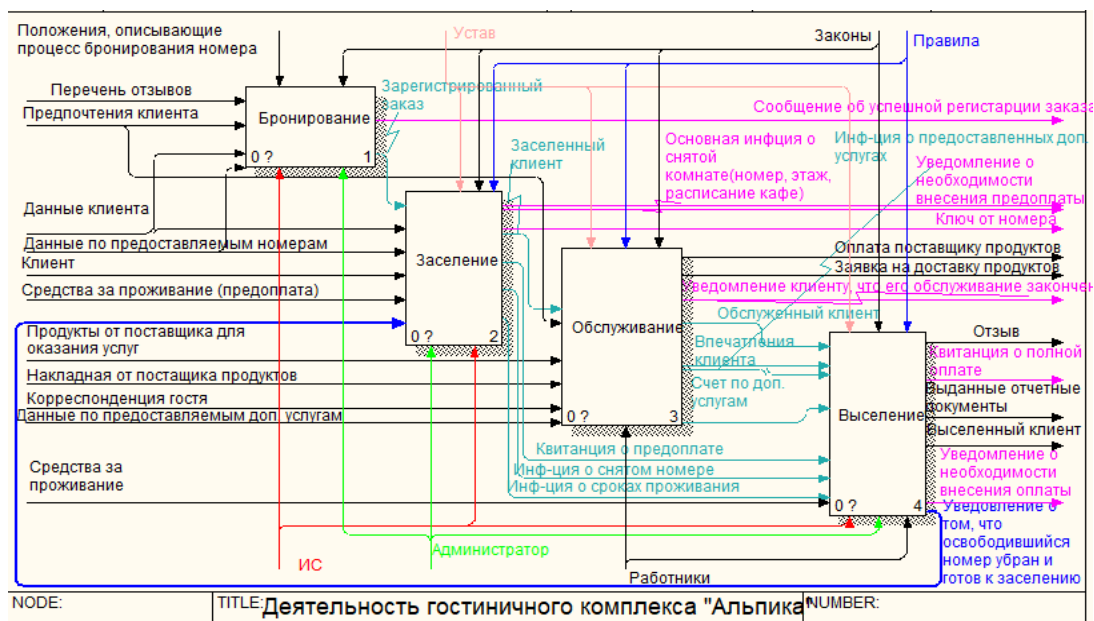 Положения, описывающие
процесс бронирования номера
Устав
Законы
Правила
Перечень отзывов
Предпочтения клиента
Бронирование
0 ?
1
Зарегистрированный
заказ
Сообщение об успешной регистарции заказа
Заселенный
клиент
Основная инфция о
снятой
комнате(номер, этаж,
расписание кафе)
Инф-ция о предоставленных доп.
услугах
Уведомление о
необходимости
внесения предоплаты
Ключ от номера
Данные клиента
Данные по предоставляемым номерам
Клиент
Средства за проживание (предоплата)
Заселение
0 ?
2
Оплата поставщику продуктов
Заявка на доставку продуктов
Уведомление клиенту, что его обслуживание закончен
Продукты от поставщика для
оказания услуг
Накладная от постащика продуктов
Корреспонденция гостя
Данные по предоставляемым доп. услугам
Обслуживание
0 ?
3
Обслуженный клиент
Впечатления
клиента
Счет по доп.
услугам
Отзыв
Квитанция о полной
оплате
Выданные отчетные
документы
Выселенный клиент
Выселение
0 ?
4
Квитанция о предоплате
Инф-ция о снятом номере
Инф-ция о сроках проживания
Средства за
проживание
Уведомление о
необходимости
внесения оплаты
Уведовление о
том, что
освободившийся
номер убран и
готов к заселению
Администратор
ИС
Работники
NODE:
TITLE:
Деятельность гостиничного комплекса "Альпика"
NUMBER: